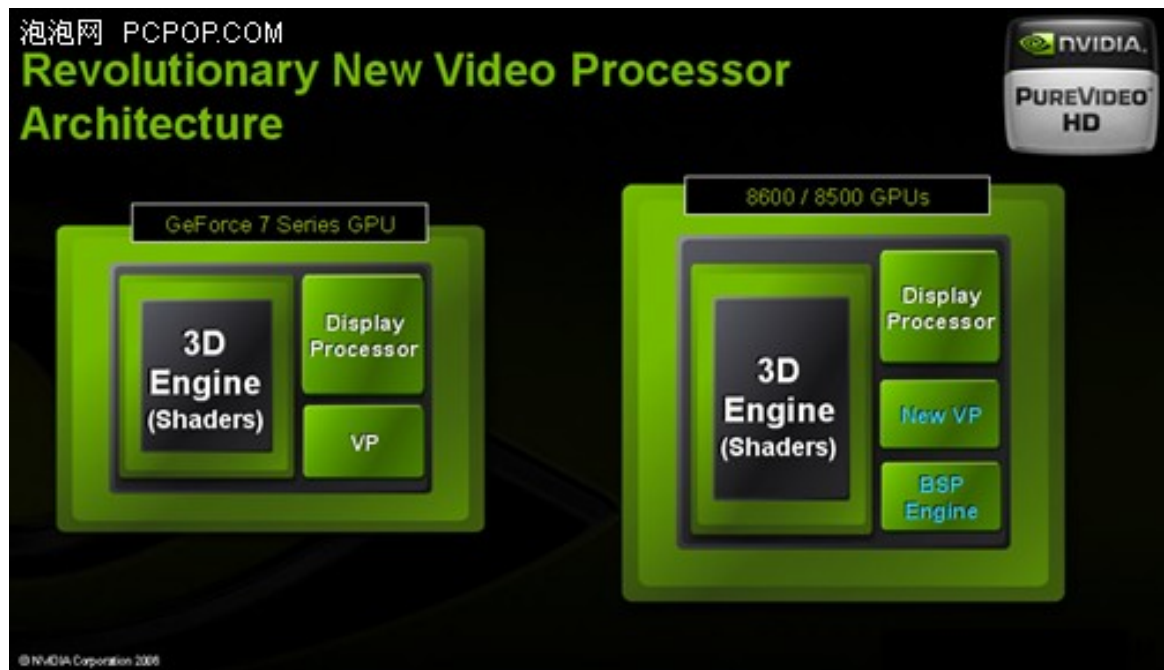 泡泡网 PCPOP.COM
Revolutionary New Video Processor
Architecture
NVIDIA.
PUREVIDEO
HD
GeForce 7 Series GPU
3D
Engine
(Shaders)
Display
Processor
VP
8600 / 8500 GPUs
3D
Engine
(Shaders)
Display
Processor
New VP
BSP
Engine
© NVIDIA Corporation 2006